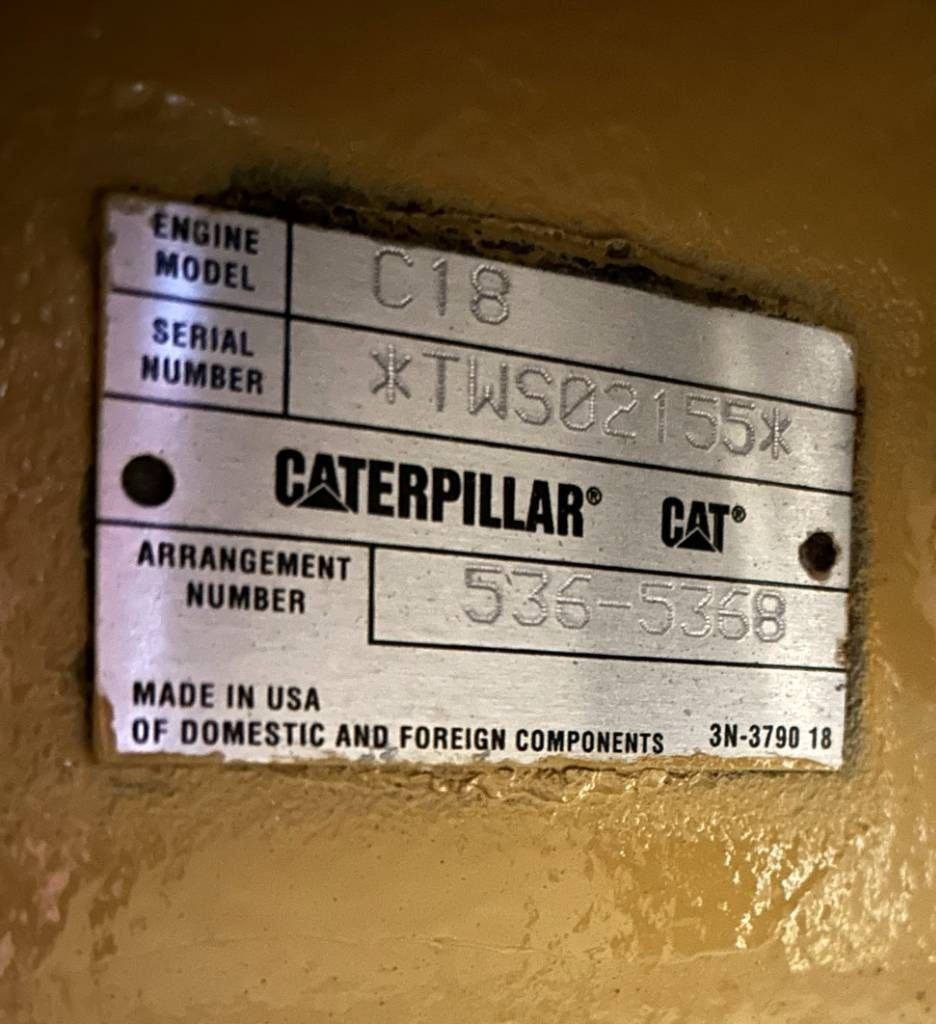 ENGINE
MODEL
C18
SERIAL
NUMBER
*TWS02155*
CATERPILLAR® CAT®
ARRANGEMENT
NUMBER
536-5368
MADE IN USA
OF DOMESTIC AND FOREIGN COMPONENTS 3N-3790 18